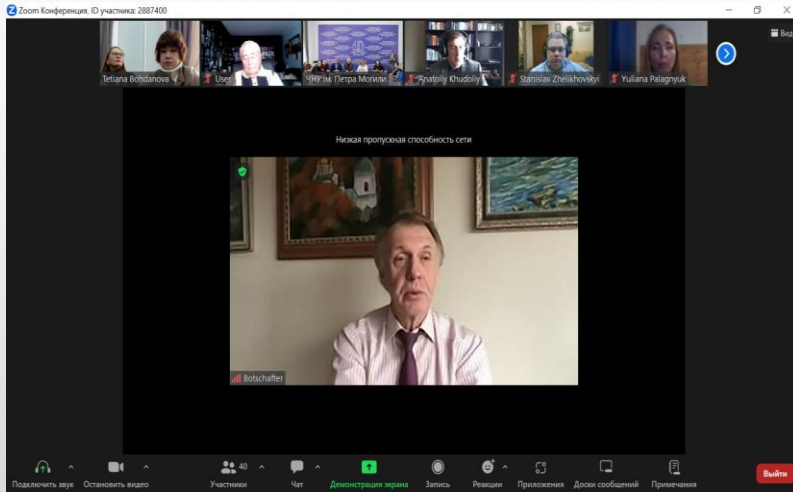 Zoom Конференция, ID участника: 2887400
Вид
Tetiana Bohdanova
User
ЧНУ ім. Петра Могили
Anatoliy Khudoliy
Stanislav Zhelikhovskyi
Yuliana Palagnyuk
Низкая пропускная способность сети
Botschafter
40
Подключить звук
Остановить видео
Участники
Чат
Демонстрация экрана
Запись
Реакции
Приложения
Доски сообщений
Примечания
Выйти